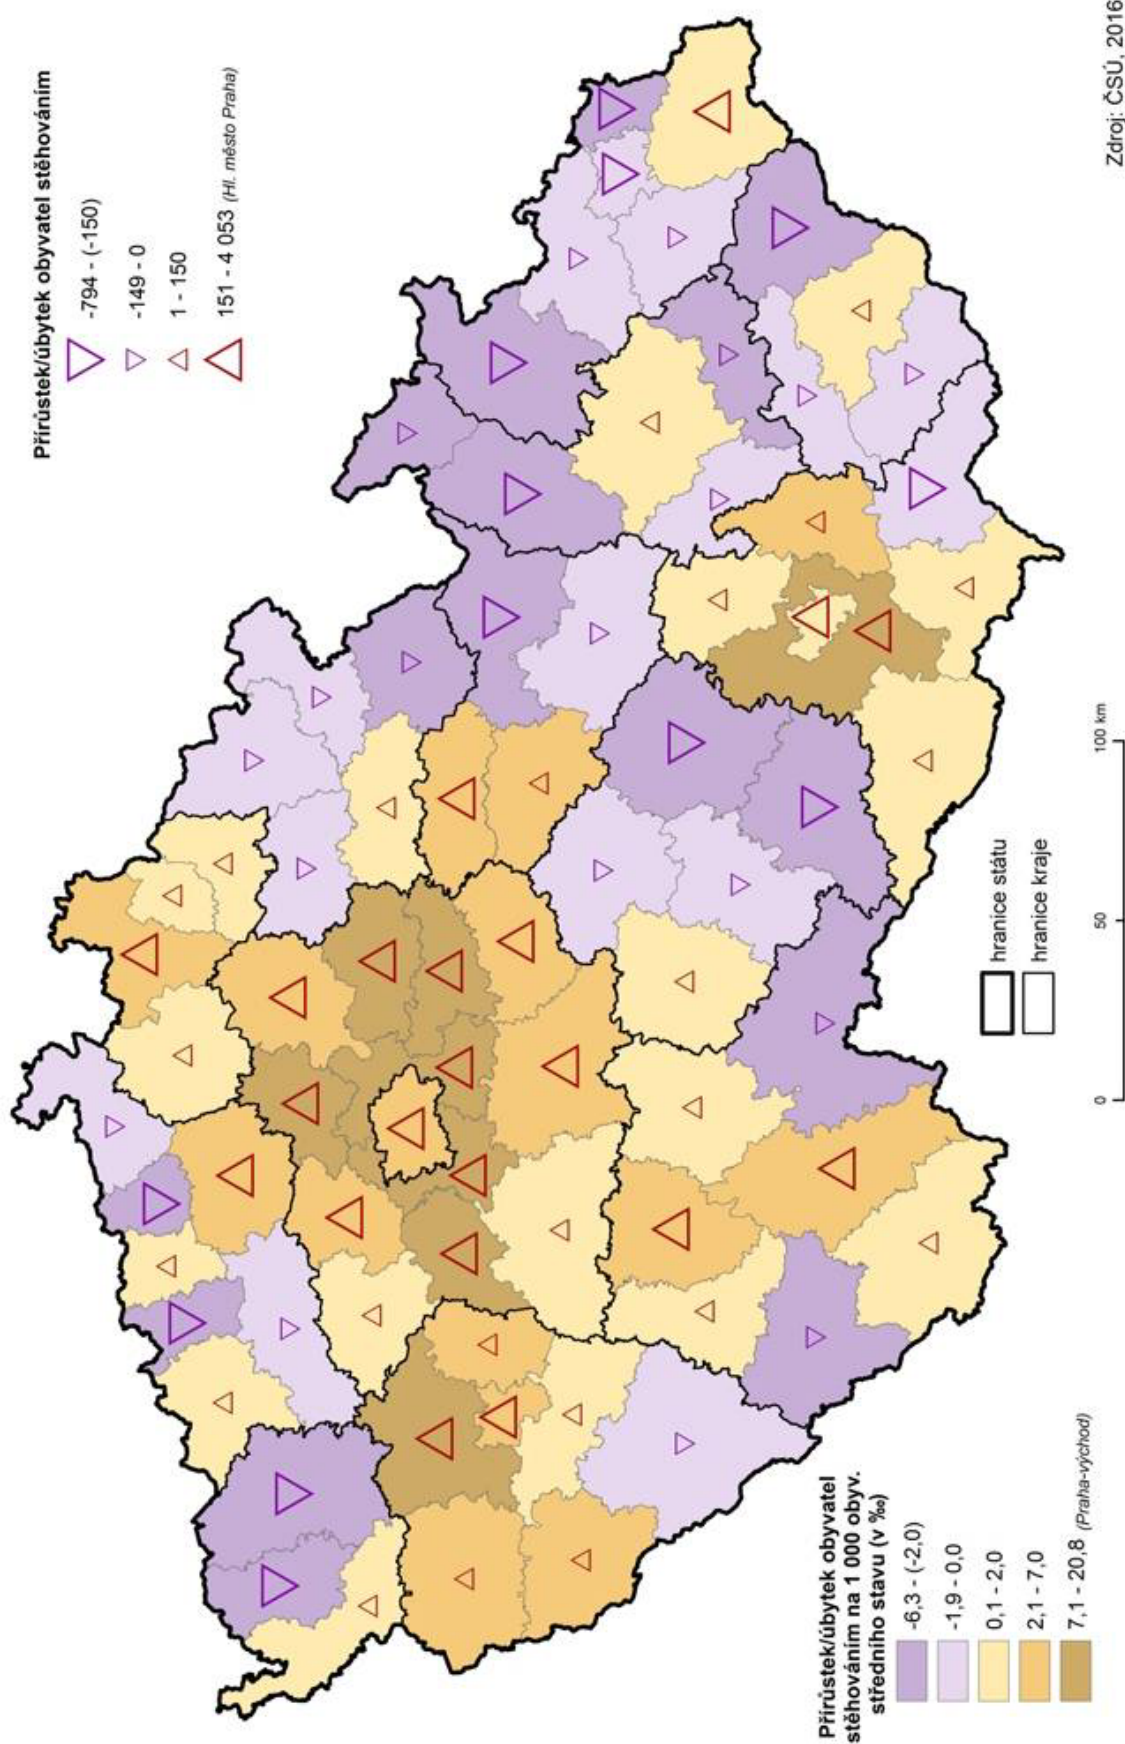 Přírůstek/úbytek obyvatel stěhováním
-794 - (-150)
-149 - 0
1 - 150
151 - 4 053 (Hl. město Praha)
Přírůstek/úbytek obyvatel
stěhováním na 1 000 obyv.
středního stavu (v ‰)
-6,3 - (-2,0)
-1,9 - 0,0
0,1 - 2,0
2,1 - 7,0
7,1 - 20,8 (Praha-východ)
hranice státu
hranice kraje
0 50 100 km
Zdroj: ČSÚ, 2016